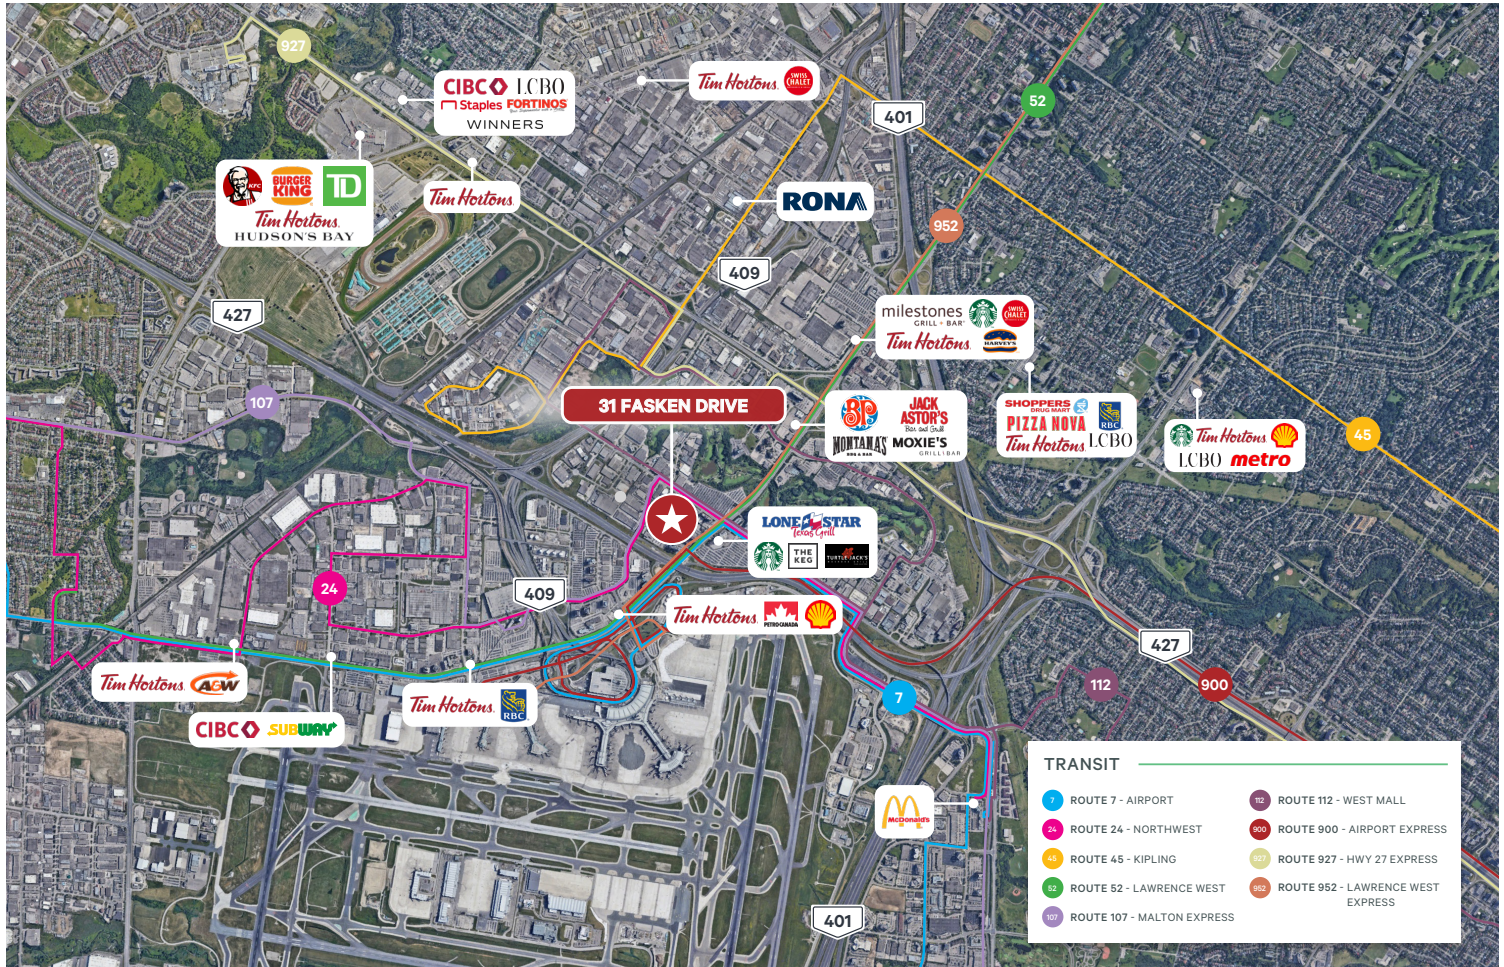 927
CIBC LCBO
Staples FORTINOS
WINNERS
Tim Hortons. SWISS CHALET
401
52
KFC BURGER KING TD
Tim Hortons.
HUDSON'S BAY
Tim Hortons.
RONA
952
409
427
milestones
GRILL + BAR
SWISS CHALET
Tim Hortons. HARVEY'S
107
31 FASKEN DRIVE
BP JACK ASTOR'S
Bar and Grill
MONTANA'S MOXIE'S
BBQ & BAR GRILL+BAR
SHOPPERS
DRUG MART
PIZZA NOVA RBC
Tim Hortons. LCBO
Tim Hortons.
LCBO metro
45
LONE STAR
Texas Grill
THE KEG TURTLE JACK'S
24
409
Tim Hortons. PETRO-CANADA
427
Tim Hortons. A&W
Tim Hortons. RBC
CIBC SUBWAY
7
112
900
McDonald's
401
TRANSIT
7 ROUTE 7 - AIRPORT
24 ROUTE 24 - NORTHWEST
45 ROUTE 45 - KIPLING
52 ROUTE 52 - LAWRENCE WEST
107 ROUTE 107 - MALTON EXPRESS
112 ROUTE 112 - WEST MALL
900 ROUTE 900 - AIRPORT EXPRESS
927 ROUTE 927 - HWY 27 EXPRESS
952 ROUTE 952 - LAWRENCE WEST
EXPRESS